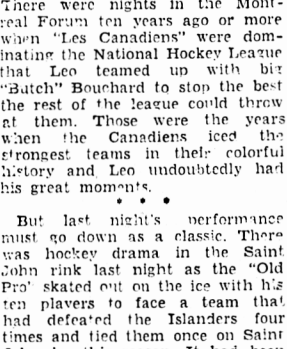 There were nights in the Mont-
real Forum ten years ago or more
when "Les Canadiens" were dom-
inating the National Hockey League
that Leo teamed up with big
"Butch" Bouchard to stop the best
the rest of the league could throw
at them. Those were the years
when the Canadiens iced the
strongest teams in their colorful
history and Leo undoubtedly had
his great moments.
* * *
But last night's performance
must go down as a classic. There
was hockey drama in the Saint
John rink last night as the "Old
Pro" skated out on the ice with his
ten players to face a team that
had defeated the Islanders four
times and tied them once on Saint